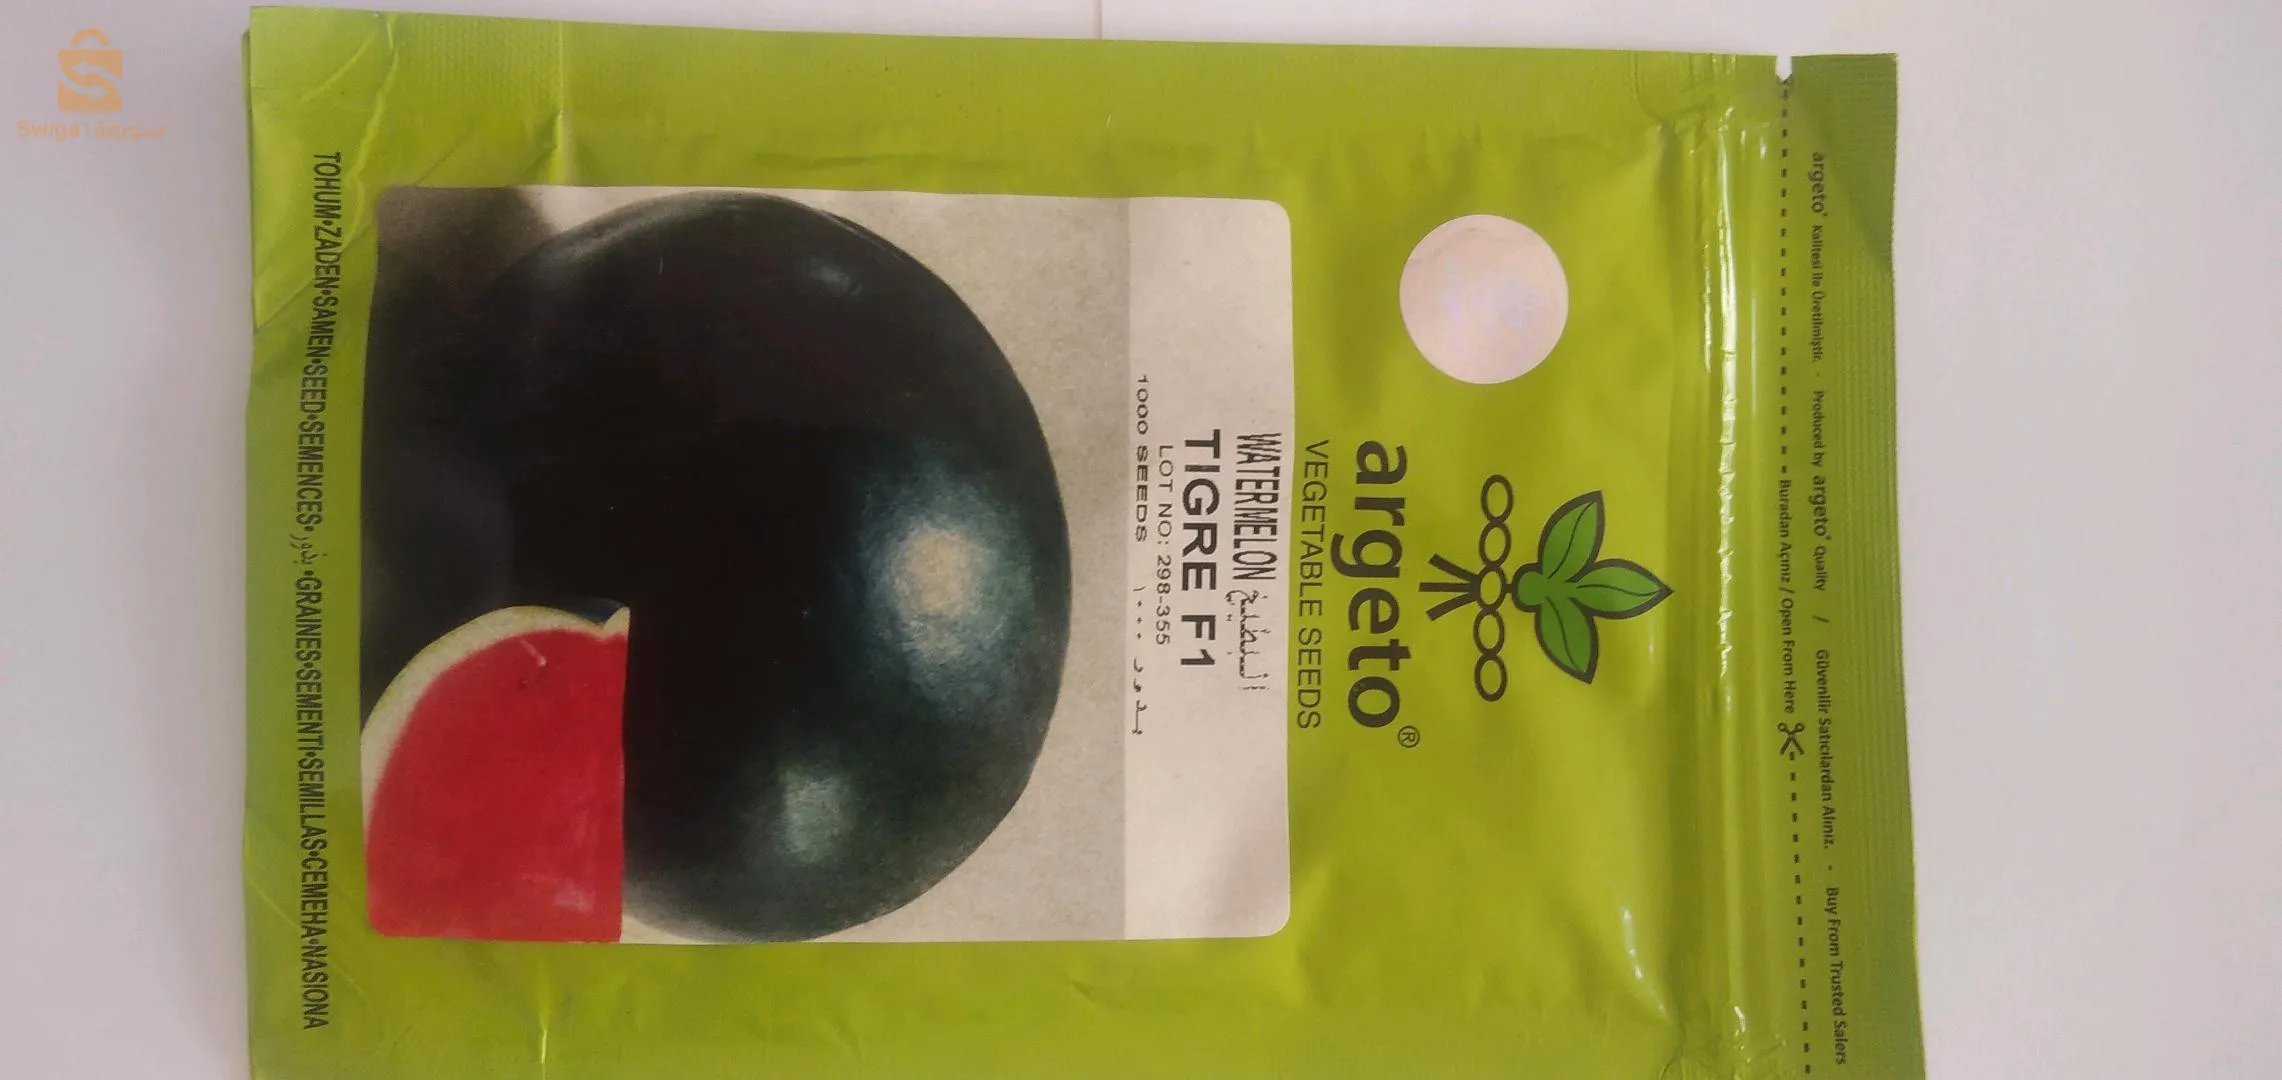 Swiga | سويقة
argeto® Kalitesi ile Üretilmiştir. - Produced by argeto® Quality / Güvenilir Satıcılardan Alınız. - Buy From Trusted Salers
Buradan Açınız / Open From Here
argeto®
VEGETABLE SEEDS
WATERMELON البطيخ
TIGRE F1
LOT NO: 298-355
1000 SEEDS ١٠٠٠ بذور
TOHUM•ZADEN•SAMEN•SEED•SEMENCES•بذور•GRAINES•SEMENTI•SEMILLAS•CEMEHA•NASIONA